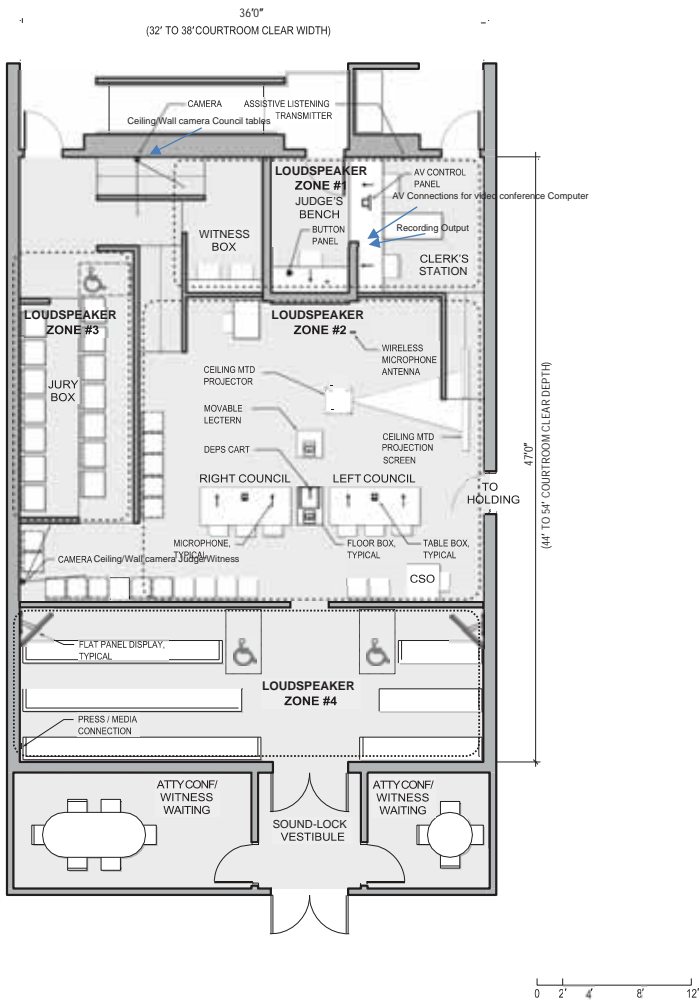 36'0"
(32' TO 38' COURTROOM CLEAR WIDTH)
CAMERA
ASSISTIVE LISTENING
TRANSMITTER
Ceiling/Wall camera Council tables
LOUDSPEAKER
ZONE #1
JUDGE'S
BENCH
AV CONTROL
PANEL
AV Connections for video conference Computer
BUTTON
PANEL
Recording Output
WITNESS
BOX
CLERK'S
STATION
LOUDSPEAKER
ZONE #3
LOUDSPEAKER
ZONE #2
WIRELESS
MICROPHONE
ANTENNA
CEILING MTD
PROJECTOR
JURY
BOX
MOVABLE
LECTERN
CEILING MTD
PROJECTION
SCREEN
DEPS CART
RIGHT COUNCIL
LEFT COUNCIL
TO
HOLDING
47'0"
(44' TO 54' COURTROOM CLEAR DEPTH)
MICROPHONE,
TYPICAL
FLOOR BOX,
TYPICAL
TABLE BOX,
TYPICAL
CAMERA Ceiling/Wall camera Judge/Witness
CSO
FLAT PANEL DISPLAY,
TYPICAL
LOUDSPEAKER
ZONE #4
PRESS / MEDIA
CONNECTION
ATTY CONF/
WITNESS
WAITING
SOUND-LOCK
VESTIBULE
ATTY CONF/
WITNESS
WAITING
0 2' 4' 8' 12'